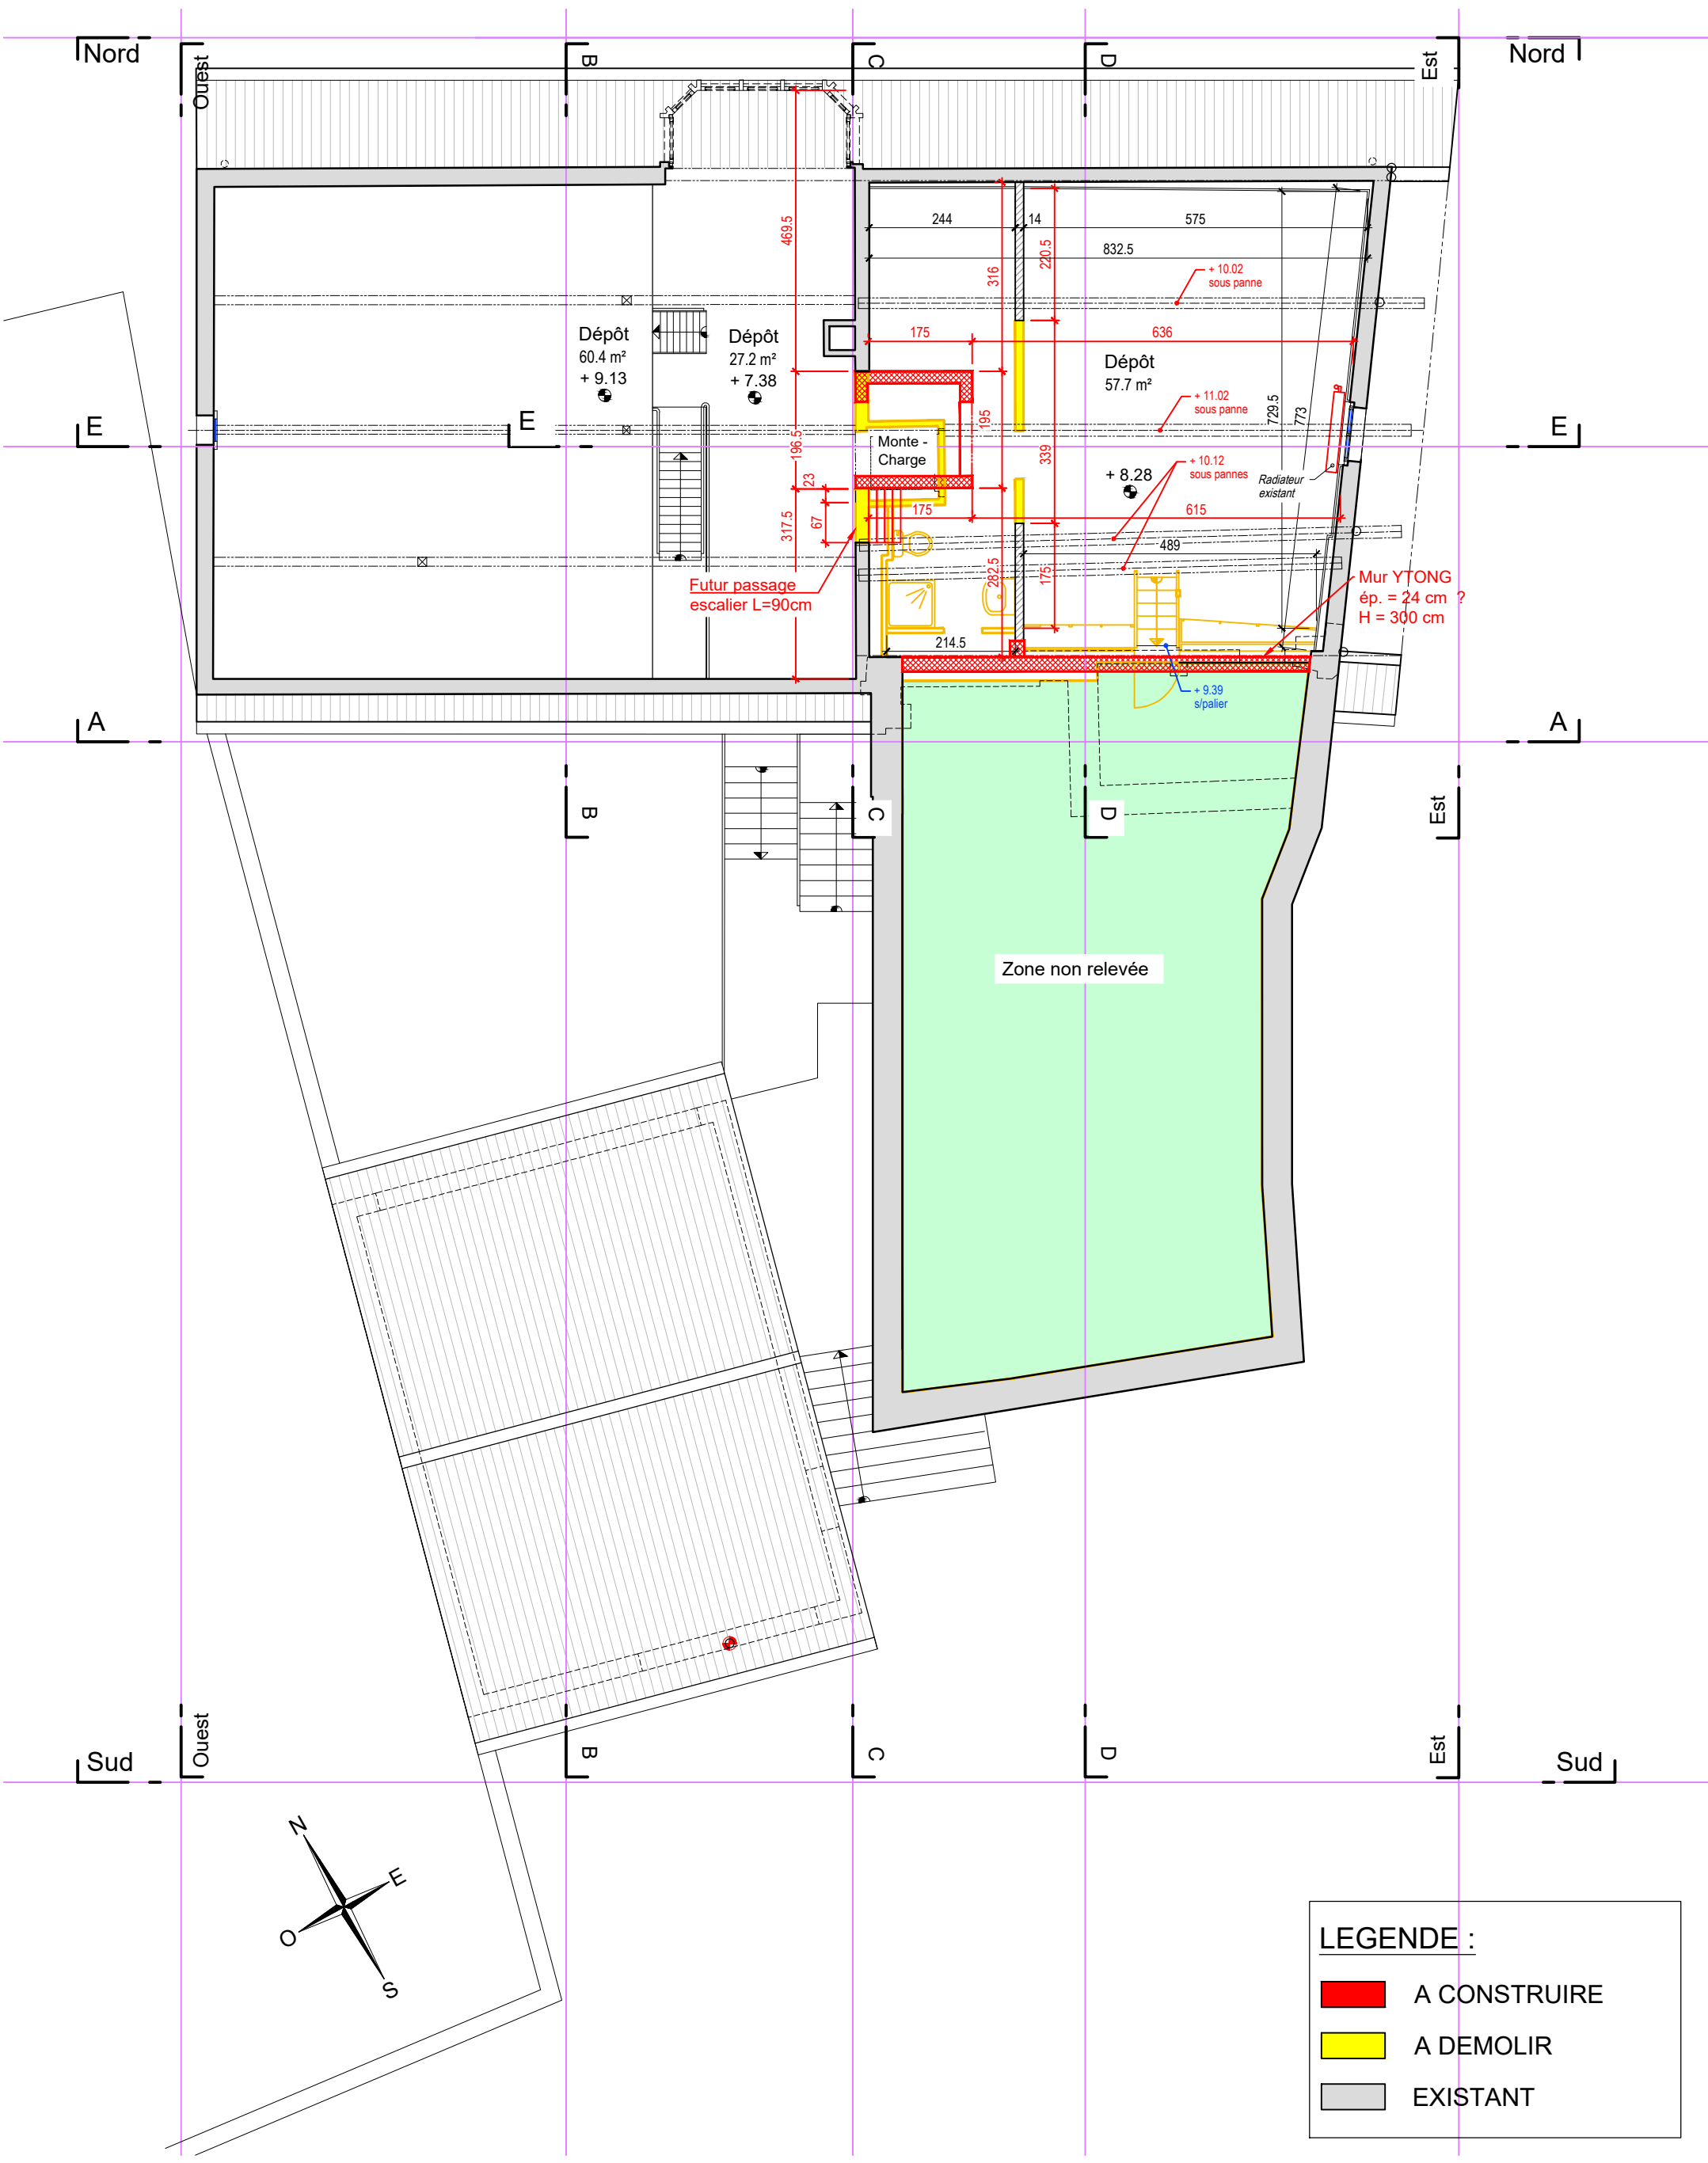 Nord
Ouest
B
C
D
Est
Nord
469.5
244
14
575
832.5
316
220.5
+ 10.02
sous panne
175
636
Dépôt
60.4 m²
+ 9.13
Dépôt
27.2 m²
+ 7.38
Dépôt
57.7 m²
729.5
773
+ 11.02
sous panne
E
E
E
195
196.5
Monte -
Charge
339
+ 10.12
sous pannes
+ 8.28
Radiateur
existant
23
67
317.5
175
615
489
282.5
175
Futur passage
escalier L=90cm
Mur YTONG
ép. = 24 cm ?
H = 300 cm
214.5
+ 9.39
s/palier
A
A
B
C
D
Est
Zone non relevée
Ouest
B
C
D
Est
Sud
Sud
N
E
O
S
LEGENDE :
A CONSTRUIRE
A DEMOLIR
EXISTANT